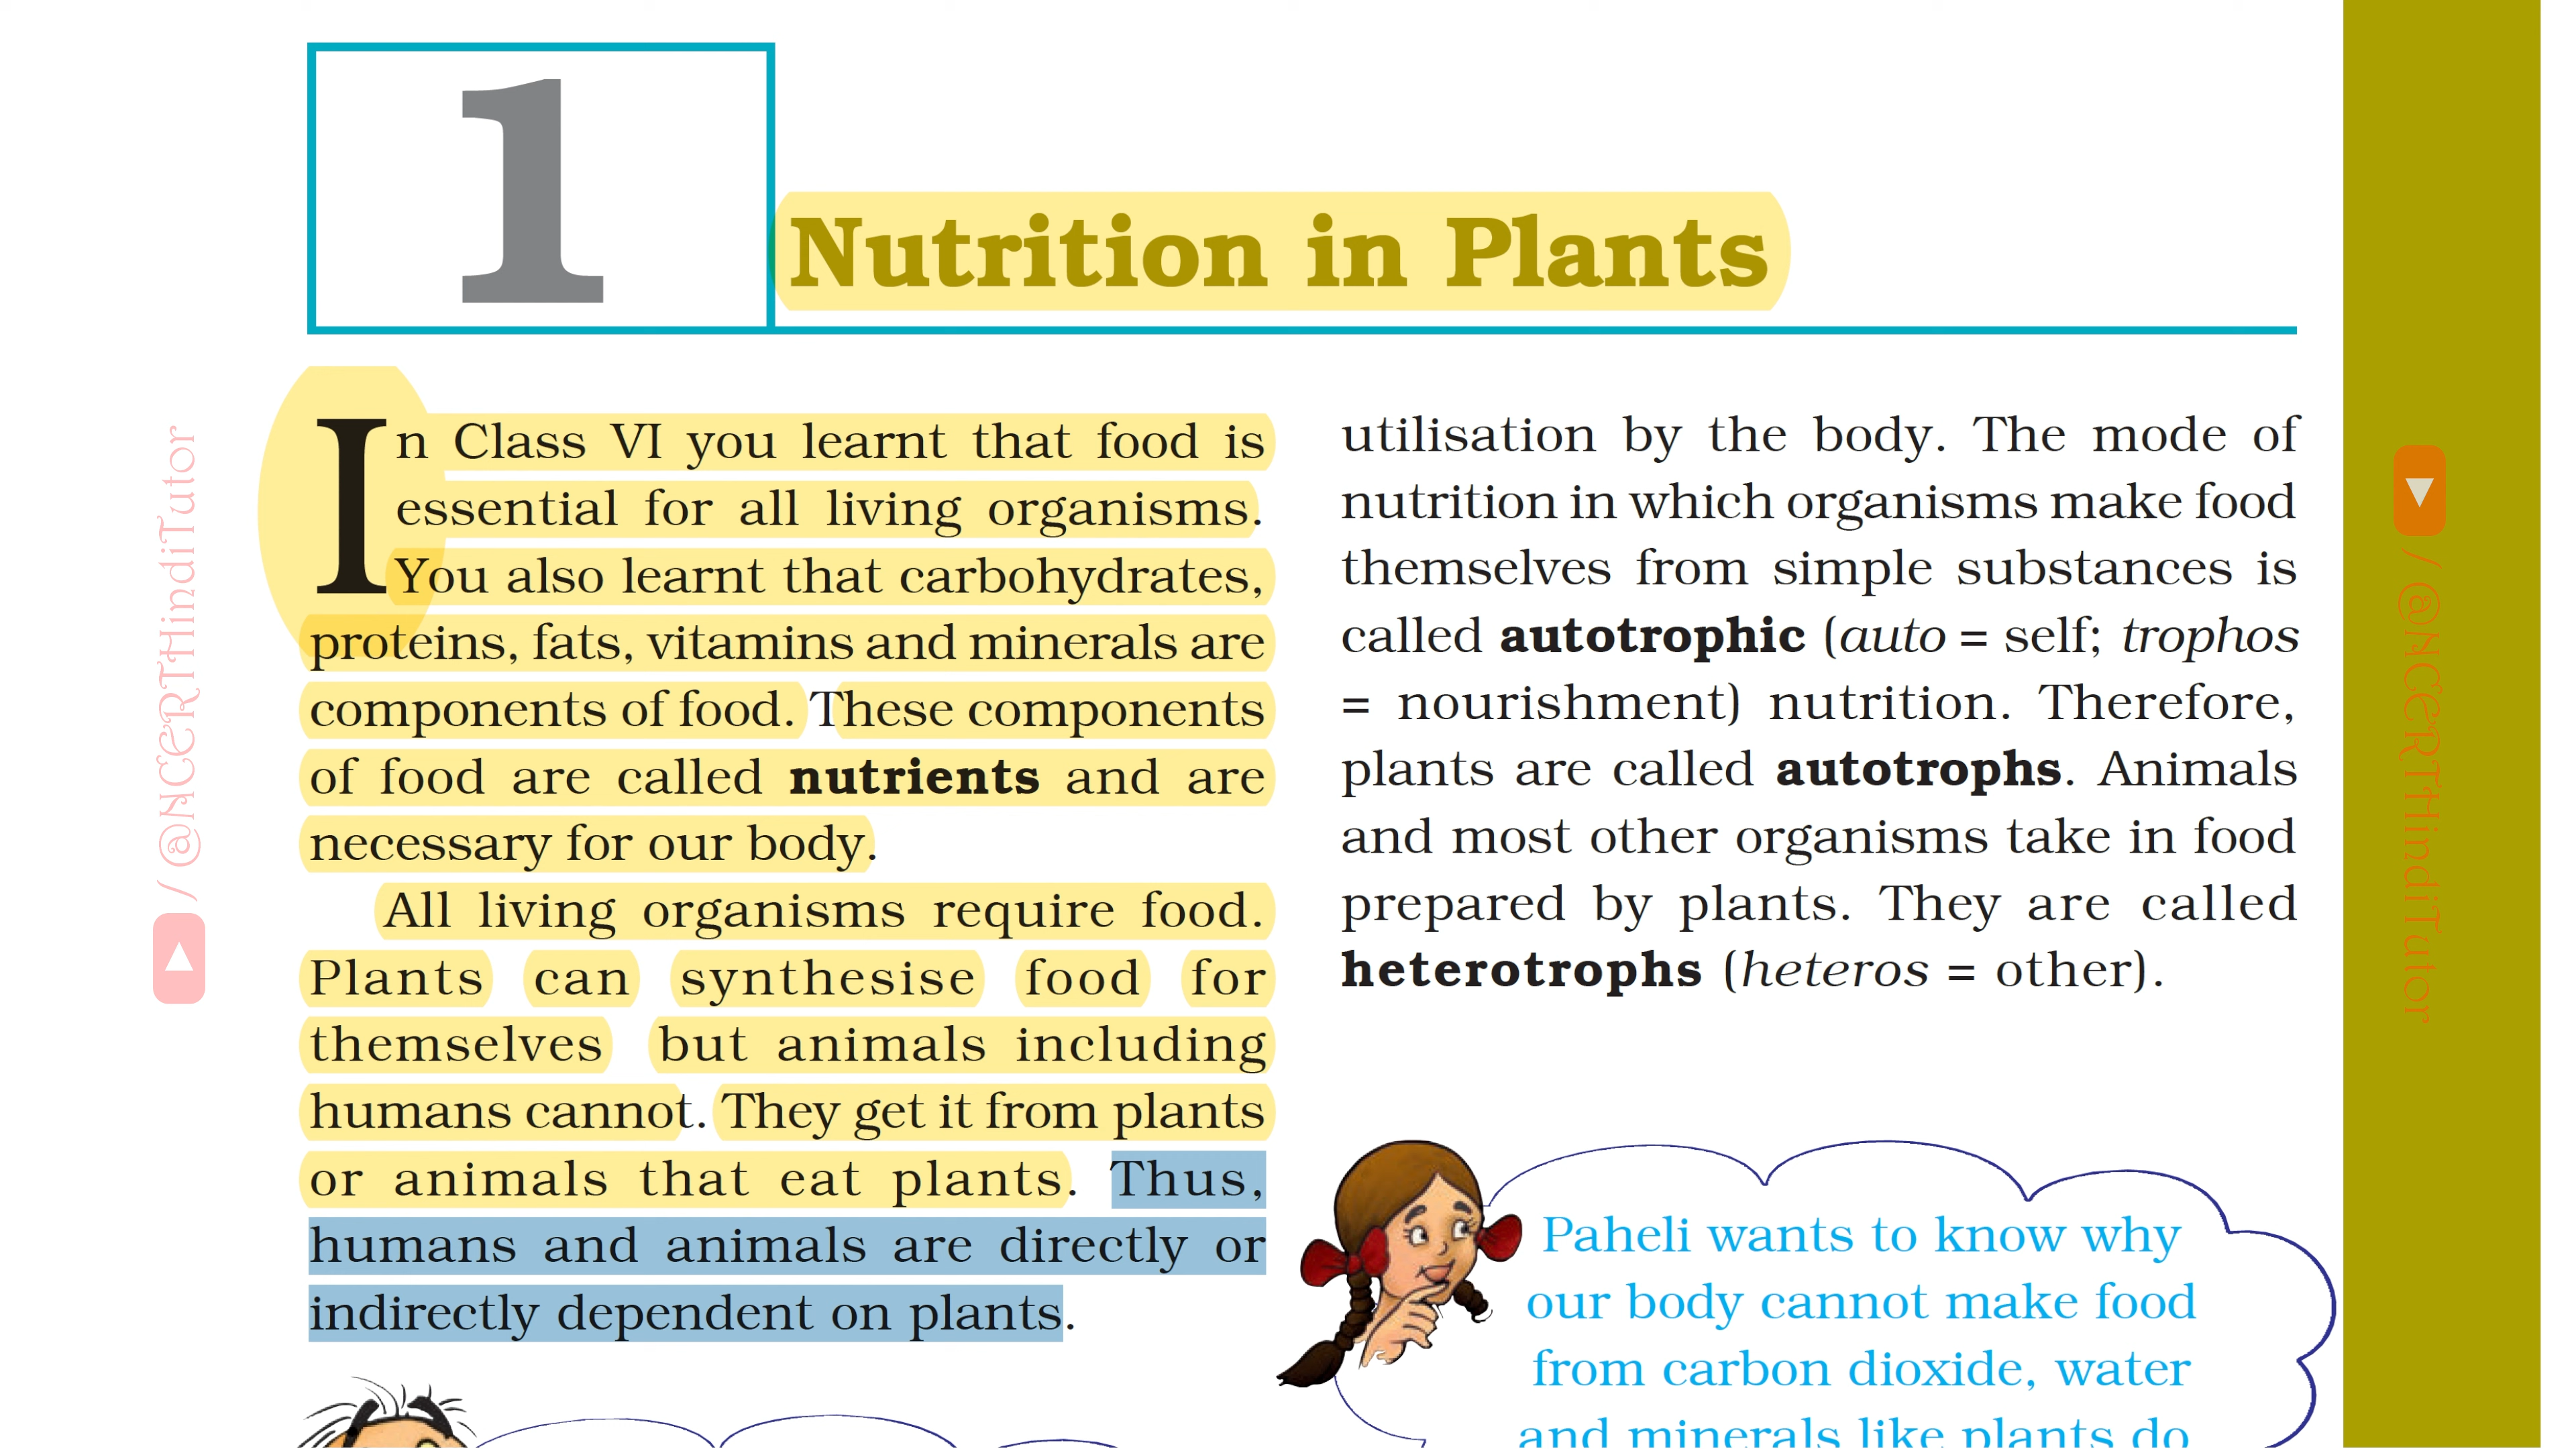 1
Nutrition in Plants
In Class VI you learnt that food is
essential for all living organisms.
You also learnt that carbohydrates,
proteins, fats, vitamins and minerals are
components of food. These components
of food are called nutrients and are
necessary for our body.
All living organisms require food.
Plants can synthesise food for
themselves but animals including
humans cannot. They get it from plants
or animals that eat plants. Thus,
humans and animals are directly or
indirectly dependent on plants.
utilisation by the body. The mode of
nutrition in which organisms make food
themselves from simple substances is
called autotrophic (auto = self; trophos
= nourishment) nutrition. Therefore,
plants are called autotrophs. Animals
and most other organisms take in food
prepared by plants. They are called
heterotrophs (heteros = other).
Paheli wants to know why
our body cannot make food
from carbon dioxide, water
and minerals like plants do
/ @NCERTHindiTutor
/ @NCERTHindiTutor